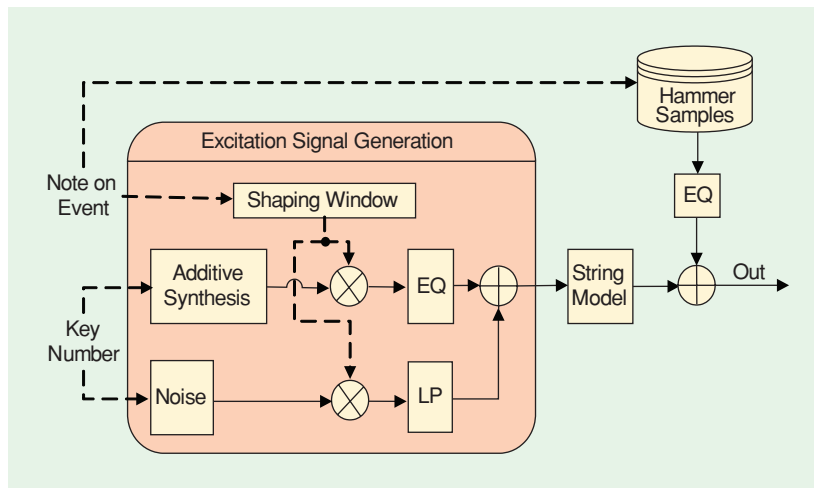 Hammer
Samples
Excitation Signal Generation
Note on
Event
Shaping Window
EQ
Additive
Synthesis
EQ
String
Model
Out
Key
Number
Noise
LP